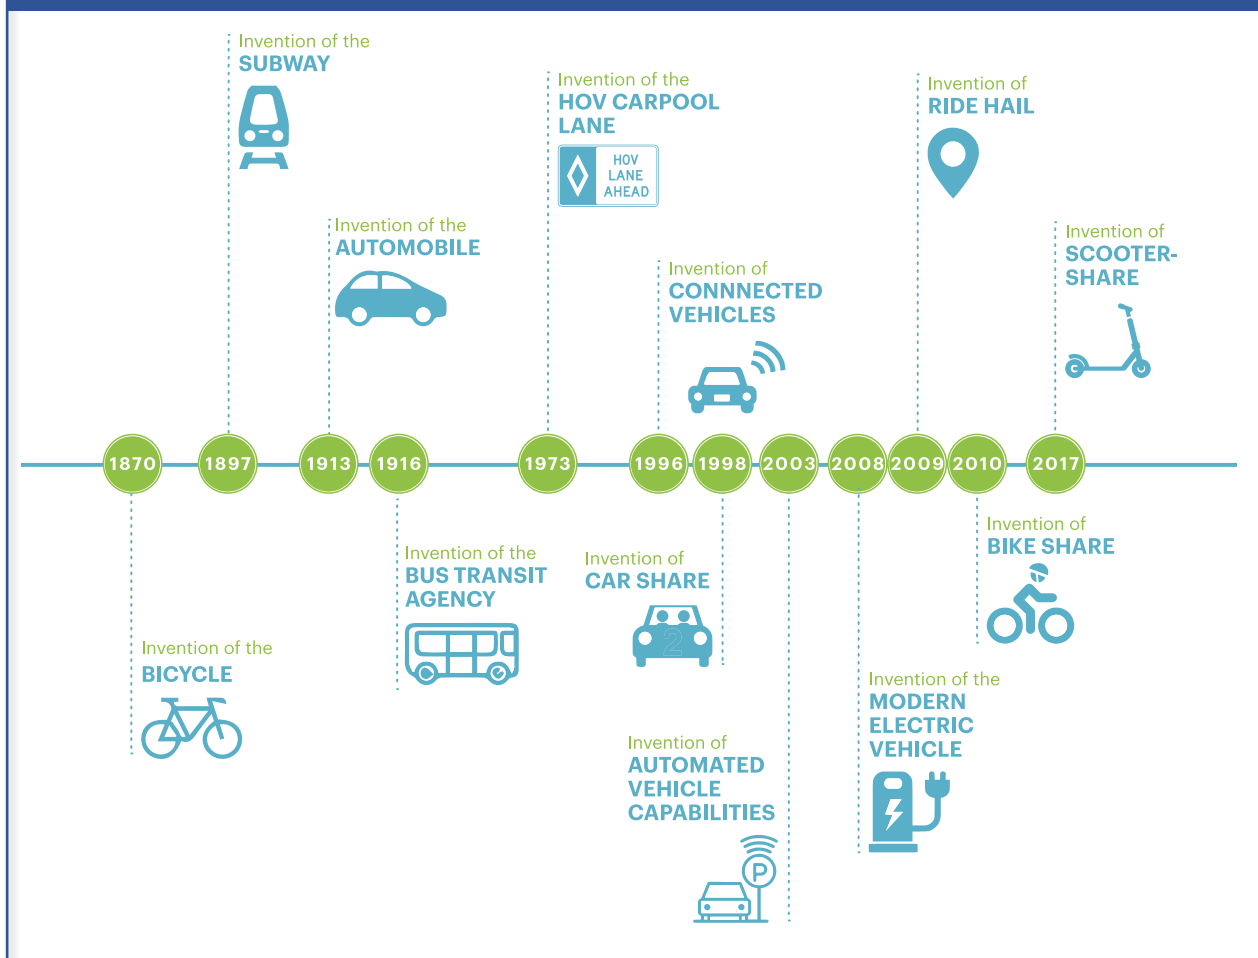 Invention of the
SUBWAY
Invention of the
HOV CARPOOL
LANE
HOV
LANE
AHEAD
Invention of
RIDE HAIL
Invention of the
AUTOMOBILE
Invention of
CONNNECTED
VEHICLES
Invention of
SCOOTER-
SHARE
1870
1897
1913
1916
1973
1996
1998
2003
2008
2009
2010
2017
Invention of the
BICYCLE
Invention of the
BUS TRANSIT
AGENCY
Invention of
CAR SHARE
2
Invention of
AUTOMATED
VEHICLE
CAPABILITIES
P
Invention of the
MODERN
ELECTRIC
VEHICLE
Invention of
BIKE SHARE